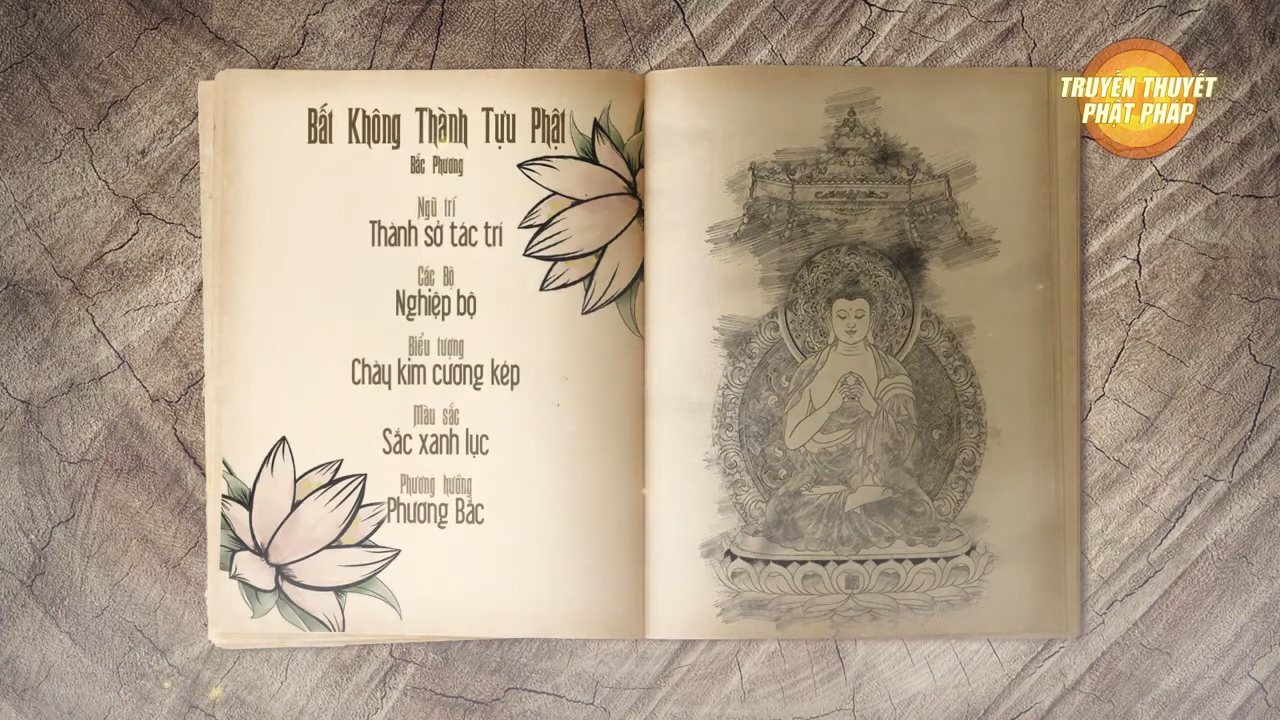 Bất Không Thành Tựu Phật
Bắc Phương
Ngũ trí
Thành sở tác trí
Các Bộ
Nghiệp bộ
Biểu tượng
Chày kim cương kép
Màu sắc
Sắc xanh lục
Phương hướng
Phương Bắc
TRUYỀN THUYẾT
PHẬT PHÁP